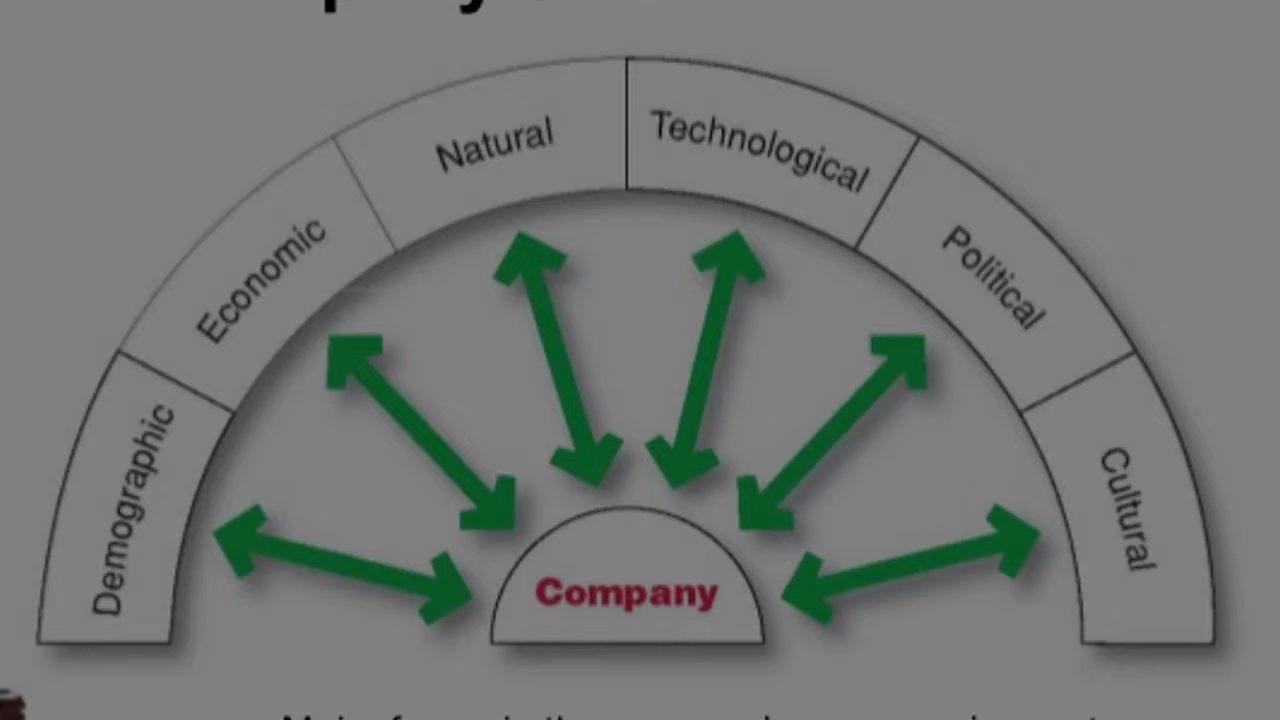 Natural
Technological
Economic
Political
Demographic
Cultural
Company